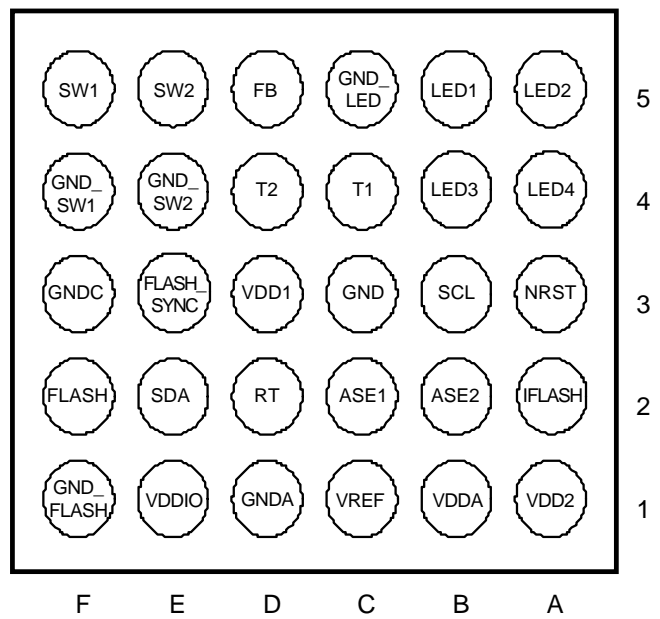 SW1 SW2 FB GND_ LED LED1 LED2 5
GND_ SW1 GND_ SW2 T2 T1 LED3 LED4 4
GNDC FLASH_ SYNC VDD1 GND SCL NRST 3
FLASH SDA RT ASE1 ASE2 IFLASH 2
GND_ FLASH VDDIO GNDA VREF VDDA VDD2 1
F E D C B A